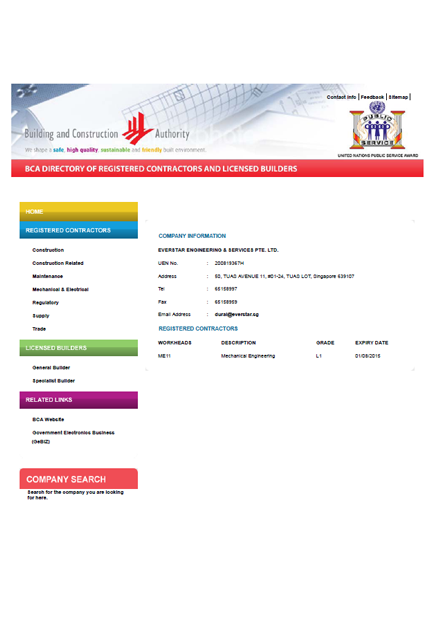 Contact Info | Feedback | Sitemap |
Building and Construction Authority
We shape a safe, high quality, sustainable and friendly built environment.
PUBLIC
SERVICE
UNITED NATIONS PUBLIC SERVICE AWARD
BCA DIRECTORY OF REGISTERED CONTRACTORS AND LICENSED BUILDERS
HOME
REGISTERED CONTRACTORS
Construction
Construction Related
Maintenance
Mechanical & Electrical
Regulatory
Supply
Trade
LICENSED BUILDERS
General Builder
Specialist Builder
RELATED LINKS
BCA Website
Government Electronics Business
(GeBIZ)
COMPANY SEARCH
Search for the company you are looking
for here.
COMPANY INFORMATION
EVERSTAR ENGINEERING & SERVICES PTE. LTD.
UEN No. : 200819367H
Address : 50, TUAS AVENUE 11, #01-24, TUAS LOT, Singapore 639107
Tel : 65158997
Fax : 65158959
Email Address : durai@everstar.sg
REGISTERED CONTRACTORS
WORKHEADS DESCRIPTION GRADE EXPIRY DATE
ME11 Mechanical Engineering L1 01/08/2015